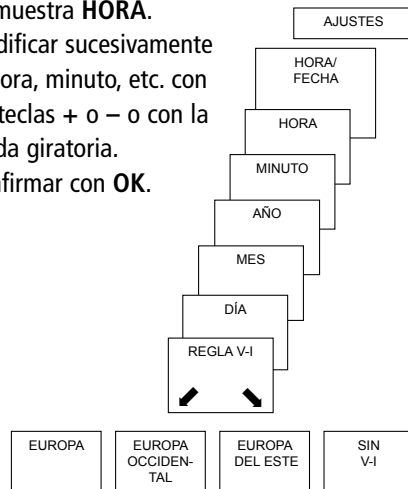 muestra HORA.
dificar sucesivamente
ora, minuto, etc. con
teclas + o – o con la
da giratoria.
nfirmar con OK.
AJUSTES
HORA/
FECHA
HORA
MINUTO
AÑO
MES
DÍA
REGLA V-I
EUROPA
EUROPA
OCCIDEN-
TAL
EUROPA
DEL ESTE
SIN
V-I